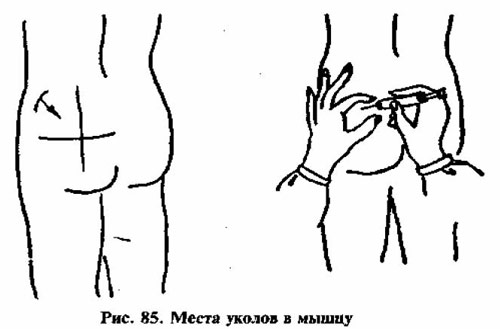 Рис. 85. Места уколов в мышцу